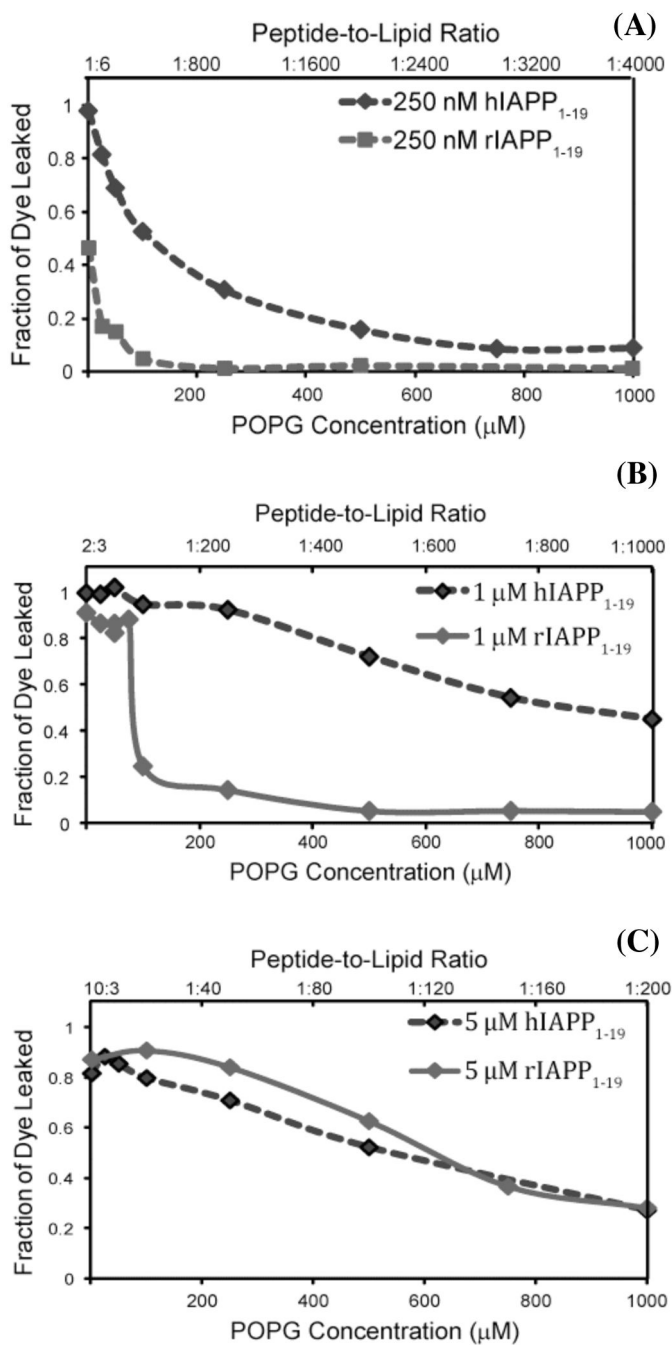 (A)
Peptide-to-Lipid Ratio
1:6 1:800 1:1600 1:2400 1:3200 1:4000
Fraction of Dye Leaked
1
0.8
0.6
0.4
0.2
0
250 nM hIAPP1-19
250 nM rIAPP1-19
200 400 600 800 1000
POPG Concentration (μM)
(B)
Peptide-to-Lipid Ratio
2:3 1:200 1:400 1:600 1:800 1:1000
Fraction of Dye Leaked
1
0.8
0.6
0.4
0.2
0
1 μM hIAPP1-19
1 μM rIAPP1-19
200 400 600 800 1000
POPG Concentration (μM)
(C)
Peptide-to-Lipid Ratio
10:3 1:40 1:80 1:120 1:160 1:200
Fraction of Dye Leaked
1
0.8
0.6
0.4
0.2
0
5 μM hIAPP1-19
5 μM rIAPP1-19
200 400 600 800 1000
POPG Concentration (μM)